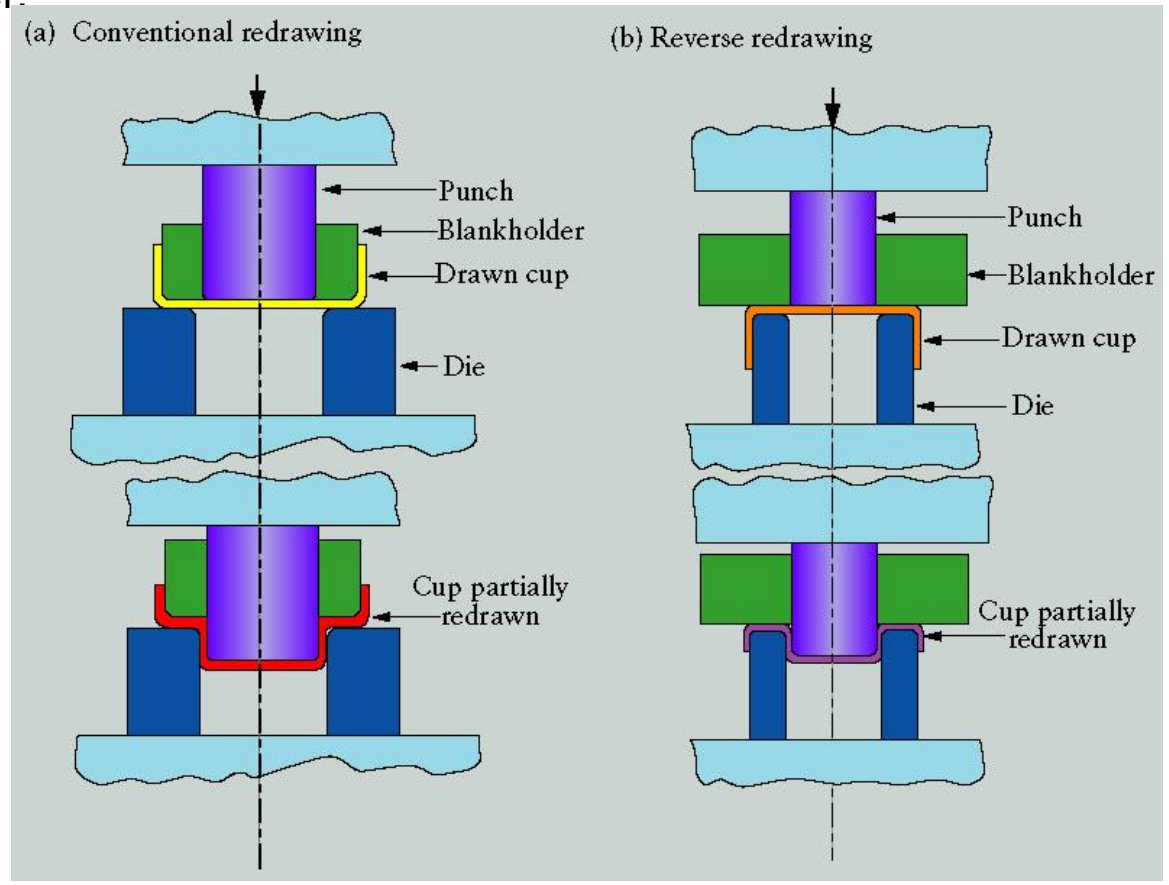 (a) Conventional redrawing
Punch
Blankholder
Drawn cup
Die
Cup partially
redrawn
(b) Reverse redrawing
Punch
Blankholder
Drawn cup
Die
Cup partially
redrawn